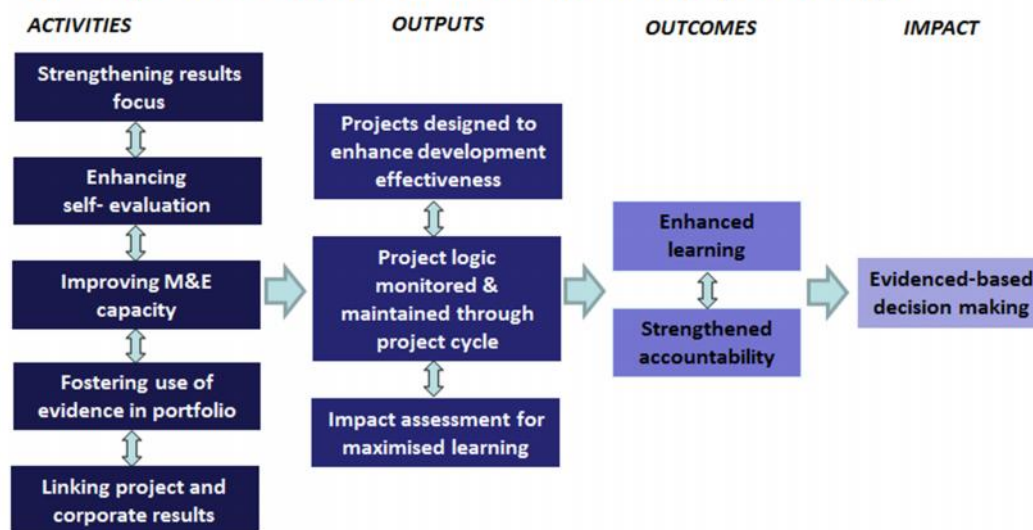 ACTIVITIES
Strengthening results
focus
Enhancing
self- evaluation
Improving M&E
capacity
Fostering use of
evidence in portfolio
Linking project and
corporate results
OUTPUTS
Projects designed to
enhance development
effectiveness
Project logic
monitored &
maintained through
project cycle
Impact assessment for
maximised learning
OUTCOMES
Enhanced
learning
Strengthened
accountability
IMPACT
Evidenced-based
decision making